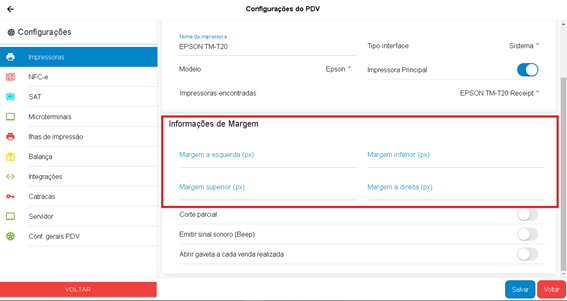 Configurações do PDV
Configurações
Impressoras
NFC-e
SAT
Microterminais
Ilhas de impressão
Balança
Integrações
Catracas
Servidor
Conf. gerais PDV
VOLTAR
Nome da impressora
EPSON TM-T20
Tipo interface
Sistema
Modelo
Epson
Impressora Principal
Impressoras encontradas
EPSON TM-T20 Receipt
Informações de Margem
Margem a esquerda (px)
Margem inferior (px)
Margem superior (px)
Margem a direita (px)
Corte parcial
Emitir sinal sonoro (Beep)
Abrir gaveta a cada venda realizada
Salvar
Voltar